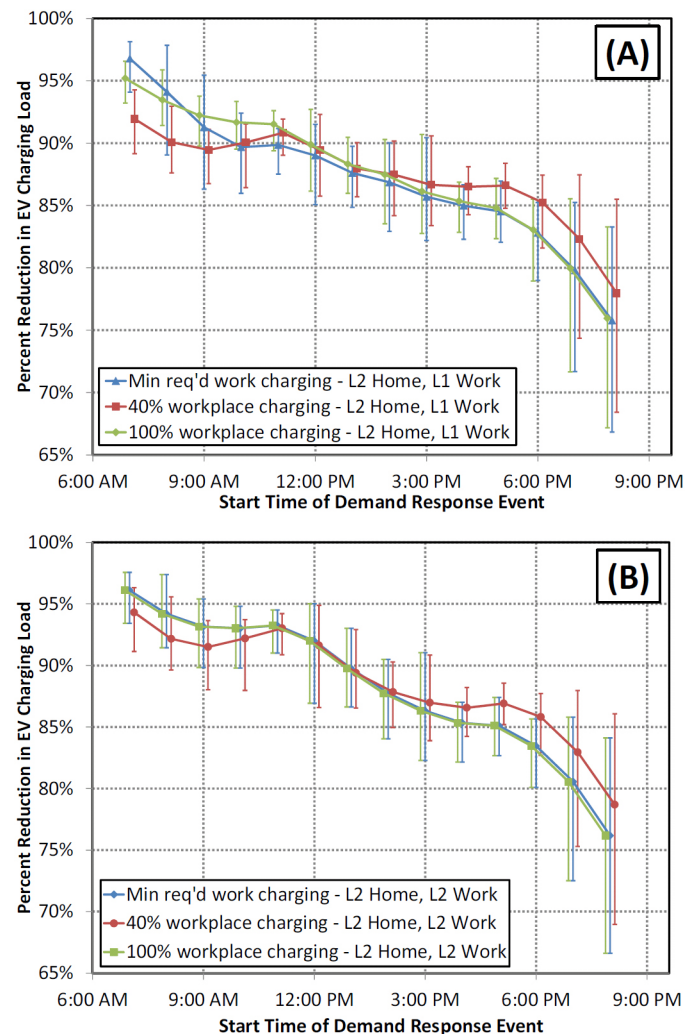 100%
(A)
95%
90%
85%
80%
75%
70%
65%
Percent Reduction in EV Charging Load
Min req'd work charging - L2 Home, L1 Work
40% workplace charging - L2 Home, L1 Work
100% workplace charging - L2 Home, L1 Work
6:00 AM 9:00 AM 12:00 PM 3:00 PM 6:00 PM 9:00 PM
Start Time of Demand Response Event
100%
(B)
95%
90%
85%
80%
75%
70%
65%
Percent Reduction in EV Charging Load
Min req'd work charging - L2 Home, L2 Work
40% workplace charging - L2 Home, L2 Work
100% workplace charging - L2 Home, L2 Work
6:00 AM 9:00 AM 12:00 PM 3:00 PM 6:00 PM 9:00 PM
Start Time of Demand Response Event